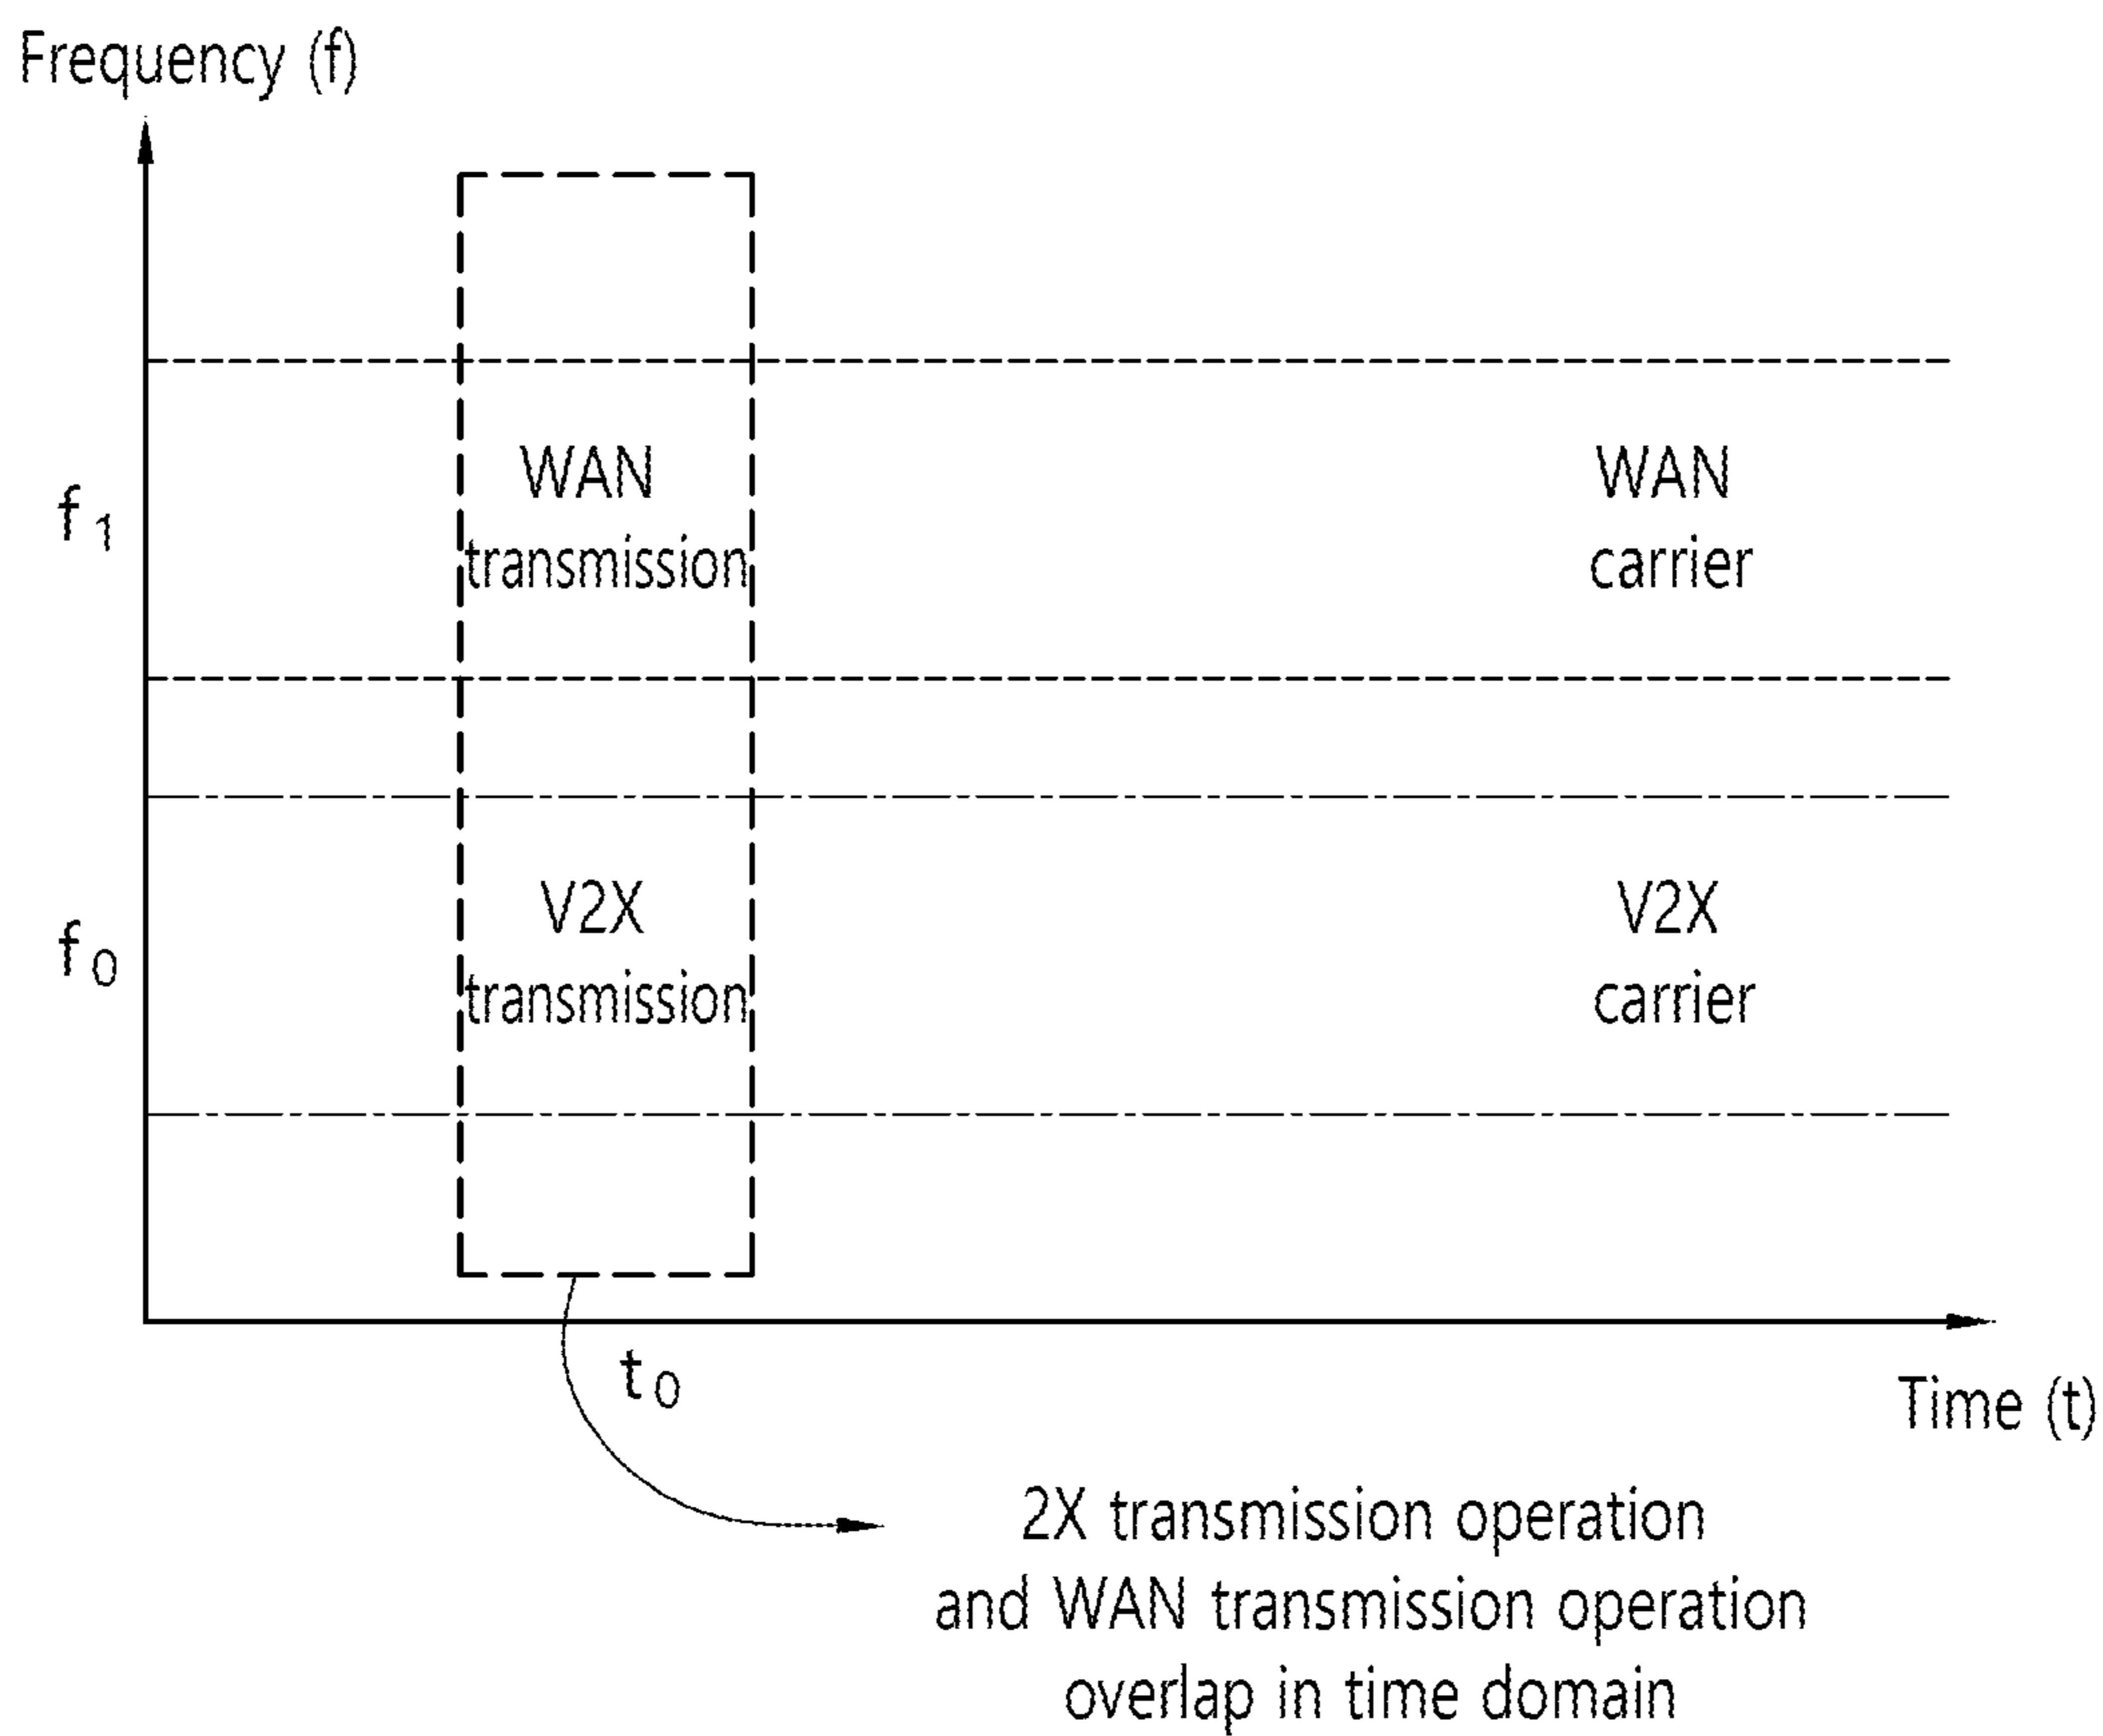 Frequency (f)
WAN
transmission
WAN
carrier
f1
V2X
transmission
V2X
carrier
f0
t0
Time (t)
2X transmission operation
and WAN transmission operation
overlap in time domain